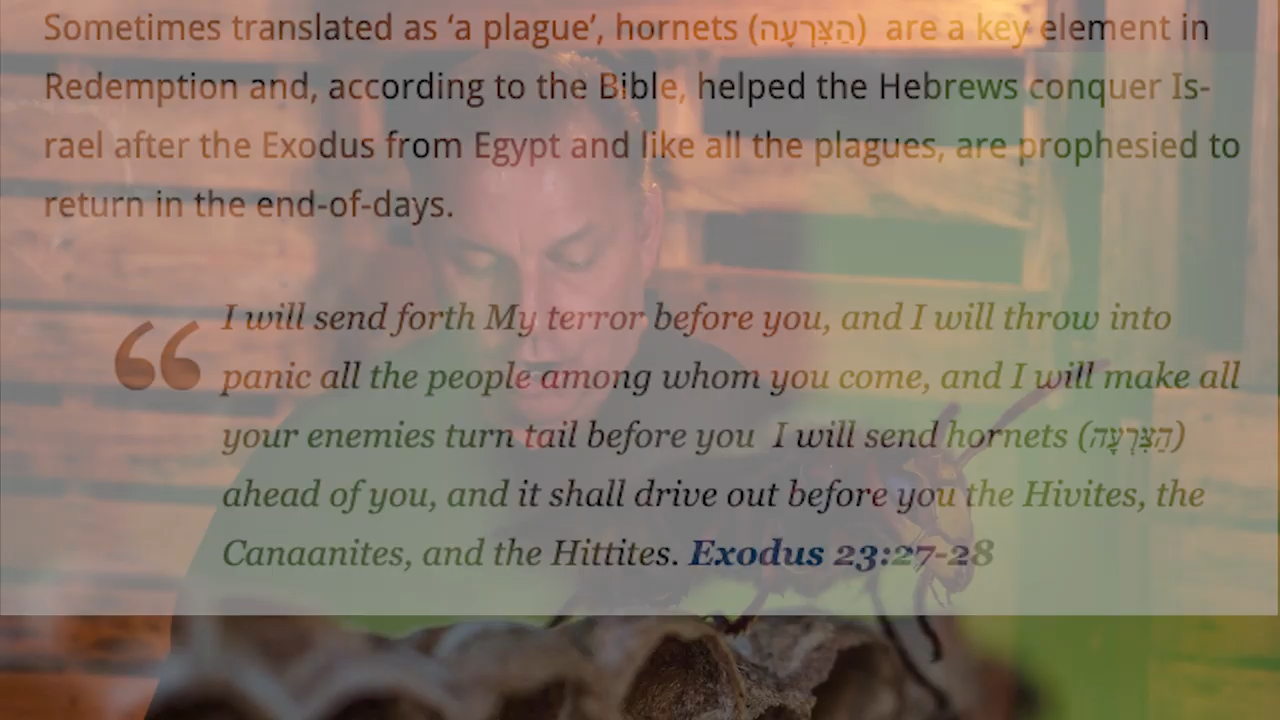 Sometimes translated as ‘a plague’, hornets (הַצִּרְעָה) are a key element in
Redemption and, according to the Bible, helped the Hebrews conquer Is-
rael after the Exodus from Egypt and like all the plagues, are prophesied to
return in the end-of-days.
“ I will send forth My terror before you, and I will throw into
panic all the people among whom you come, and I will make all
your enemies turn tail before you I will send hornets (הַצִּרְעָה)
ahead of you, and it shall drive out before you the Hivites, the
Canaanites, and the Hittites. Exodus 23:27-28